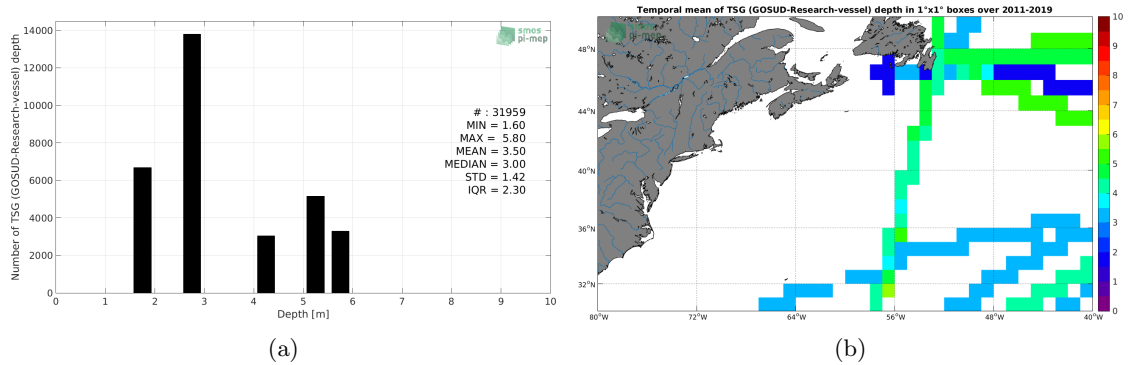 Number of TSG (GOSUD-Research-vessel) depth
14000
12000
10000
8000
6000
4000
2000
0
0 1 2 3 4 5 6 7 8 9 10
Depth [m]
smos
pi-mep
# : 31959
MIN = 1.60
MAX = 5.80
MEAN = 3.50
MEDIAN = 3.00
STD = 1.42
IQR = 2.30
(a)
Temporal mean of TSG (GOSUD-Research-vessel) depth in 1°x1° boxes over 2011-2019
smos
pi-mep
48°N
44°N
40°N
36°N
32°N
80°W 72°W 64°W 56°W 48°W 40°W
10
9
8
7
6
5
4
3
2
1
0
(b)